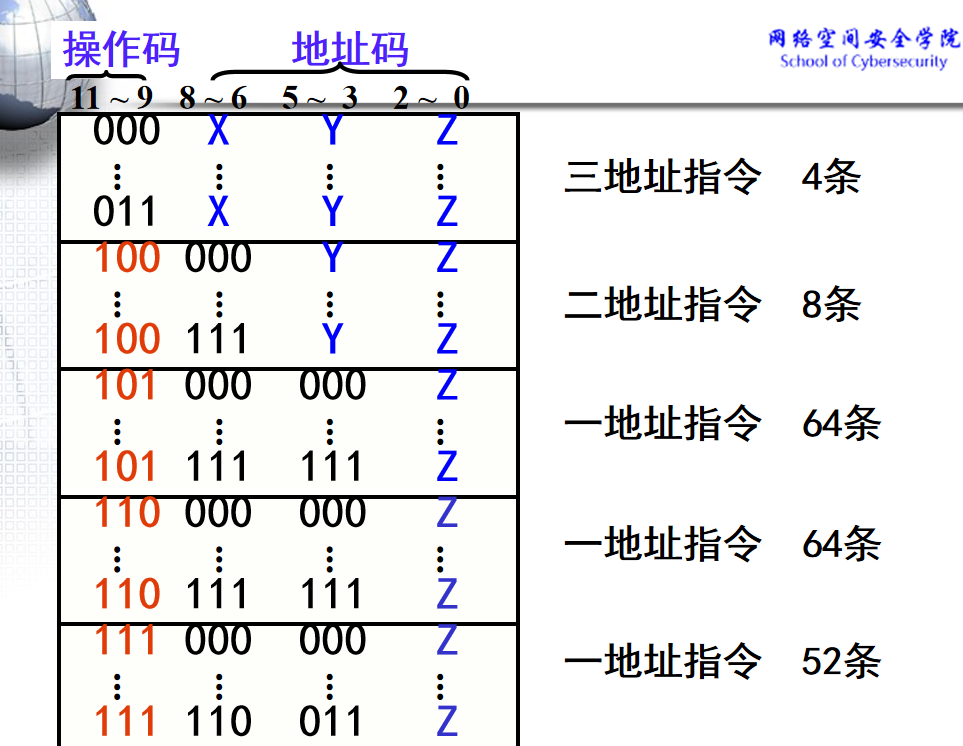 操作码 地址码
网络空间安全学院
School of Cybersecurity
11 ~ 9 8 ~ 6 5 ~ 3 2 ~ 0
000 X Y Z
⋮ ⋮ ⋮ ⋮
011 X Y Z
三地址指令 4条
100 000 Y Z
⋮ ⋮ ⋮ ⋮
100 111 Y Z
二地址指令 8条
101 000 000 Z
⋮ ⋮ ⋮ ⋮
101 111 111 Z
一地址指令 64条
110 000 000 Z
⋮ ⋮ ⋮ ⋮
110 111 111 Z
一地址指令 64条
111 000 000 Z
⋮ ⋮ ⋮ ⋮
111 110 011 Z
一地址指令 52条